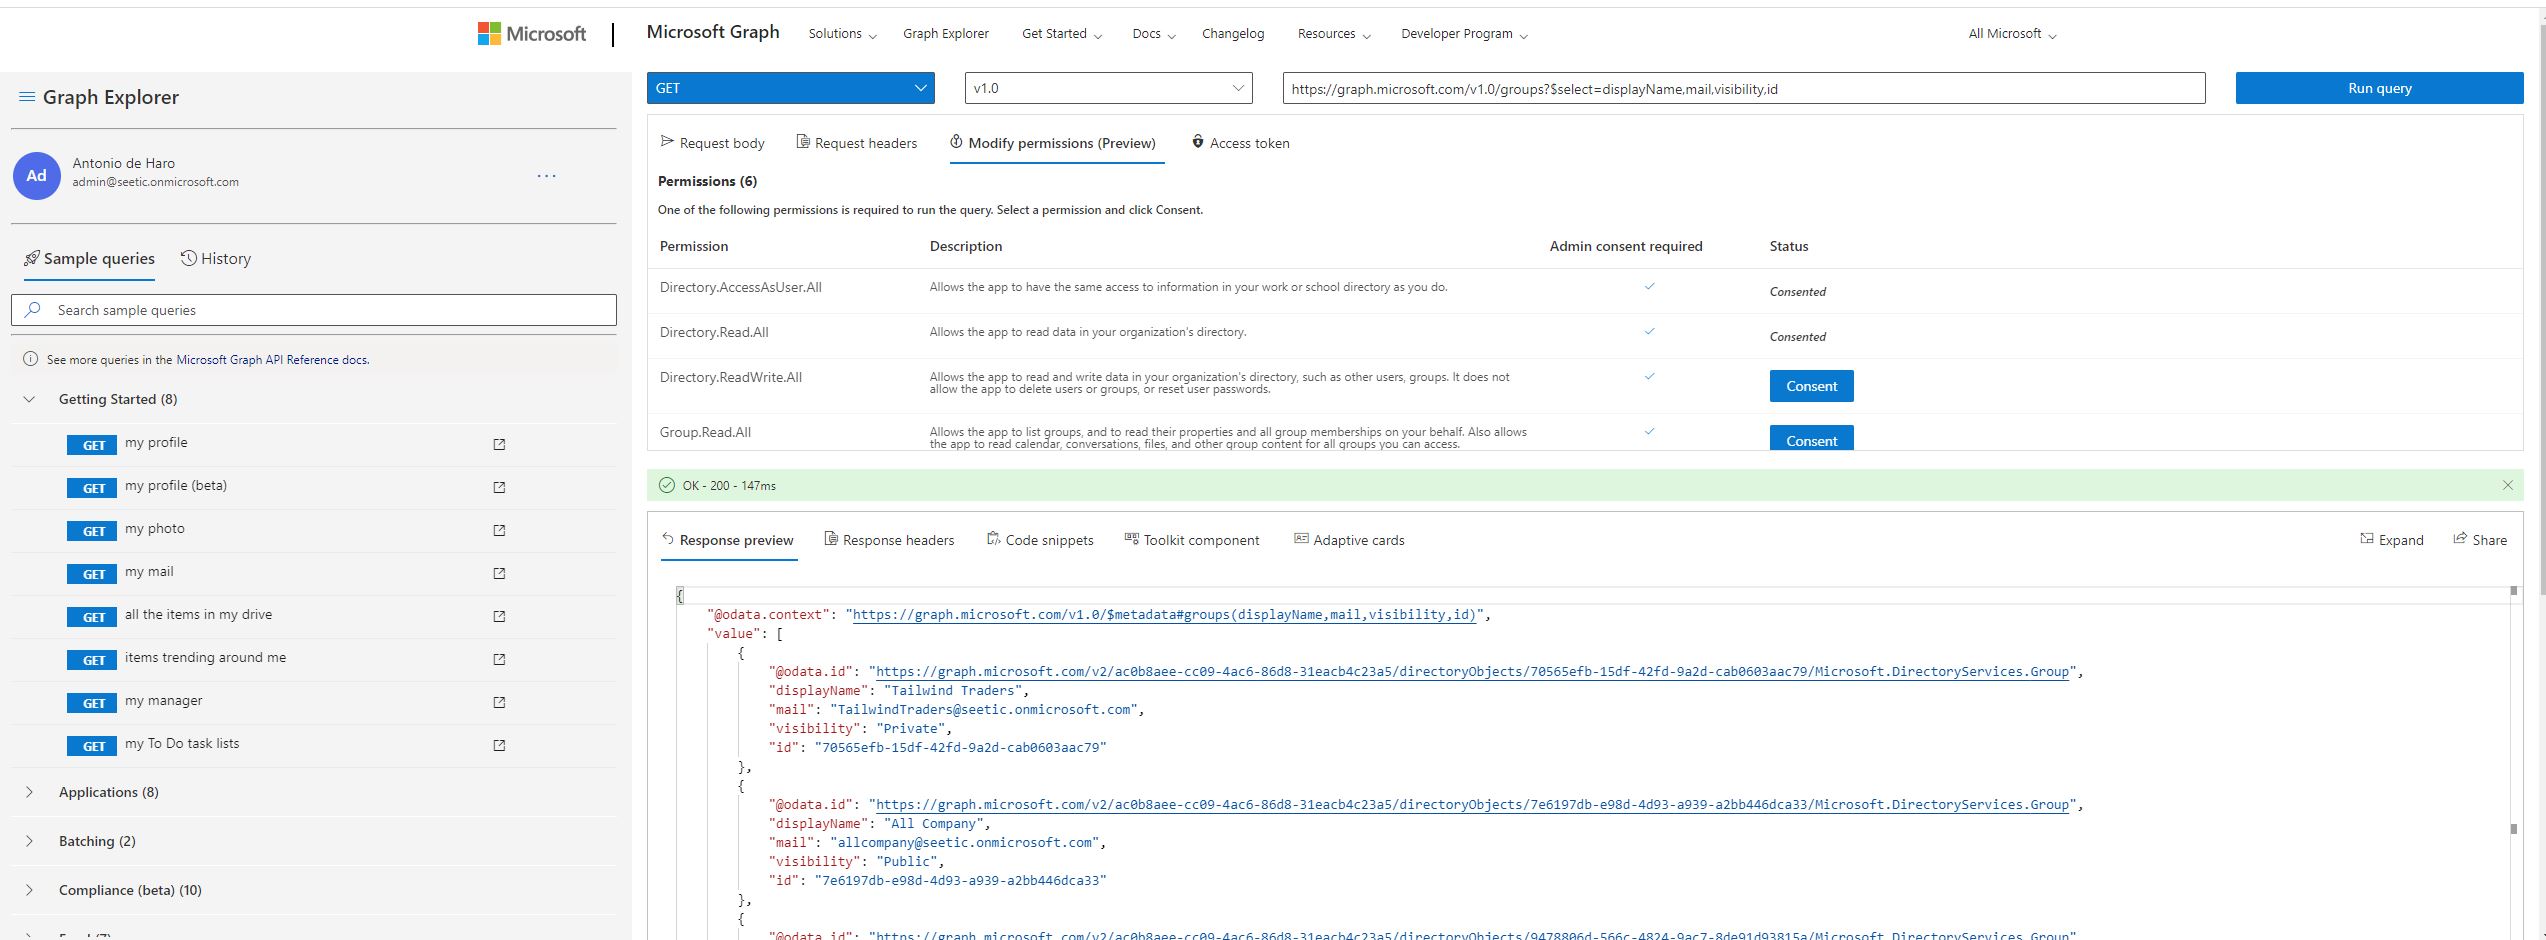 Microsoft
Microsoft Graph
Solutions
Graph Explorer
Get Started
Docs
Changelog
Resources
Developer Program
All Microsoft
Graph Explorer
GET
v1.0
https://graph.microsoft.com/v1.0/groups?$select=displayName,mail,visibility,id
Run query
Ad
Antonio de Haro
admin@seetic.onmicrosoft.com
...
Sample queries
History
Search sample queries
See more queries in the Microsoft Graph API Reference docs.
Getting Started (8)
GET my profile
GET my profile (beta)
GET my photo
GET my mail
GET all the items in my drive
GET items trending around me
GET my manager
GET my To Do task lists
Applications (8)
Batching (2)
Compliance (beta) (10)
Request body
Request headers
Modify permissions (Preview)
Access token
Permissions (6)
One of the following permissions is required to run the query. Select a permission and click Consent.
Permission Description Admin consent required Status
Directory.AccessAsUser.All Allows the app to have the same access to information in your work or school directory as you do. Consented
Directory.Read.All Allows the app to read data in your organization's directory. Consented
Directory.ReadWrite.All Allows the app to read and write data in your organization's directory, such as other users, groups. It does not
allow the app to delete users or groups, or reset user passwords.
Consent
Group.Read.All Allows the app to list groups, and to read their properties and all group memberships on your behalf. Also allows
the app to read calendar, conversations, files, and other group content for all groups you can access.
Consent
OK - 200 - 147ms
Response preview
Response headers
Code snippets
Toolkit component
Adaptive cards
Expand
Share
{
"@odata.context": "https://graph.microsoft.com/v1.0/$metadata#groups(displayName,mail,visibility,id)",
"value": [
{
"@odata.id": "https://graph.microsoft.com/v2/ac0b8aee-cc09-4ac6-86d8-31eacb4c23a5/directoryObjects/70565efb-15df-42fd-9a2d-cab0603aac79/Microsoft.DirectoryServices.Group",
"displayName": "Tailwind Traders",
"mail": "TailwindTraders@seetic.onmicrosoft.com",
"visibility": "Private",
"id": "70565efb-15df-42fd-9a2d-cab0603aac79"
},
{
"@odata.id": "https://graph.microsoft.com/v2/ac0b8aee-cc09-4ac6-86d8-31eacb4c23a5/directoryObjects/7e6197db-e98d-4d93-a939-a2bb446dca33/Microsoft.DirectoryServices.Group",
"displayName": "All Company",
"mail": "allcompany@seetic.onmicrosoft.com",
"visibility": "Public",
"id": "7e6197db-e98d-4d93-a939-a2bb446dca33"
},
{
"@odata.id": "https://graph.microsoft.com/v2/ac0b8aee-cc09-4ac6-86d8-31eacb4c23a5/directoryObjects/9478806d-566c-4824-9ac7-8de91d93815a/Microsoft.DirectoryServices.Group",